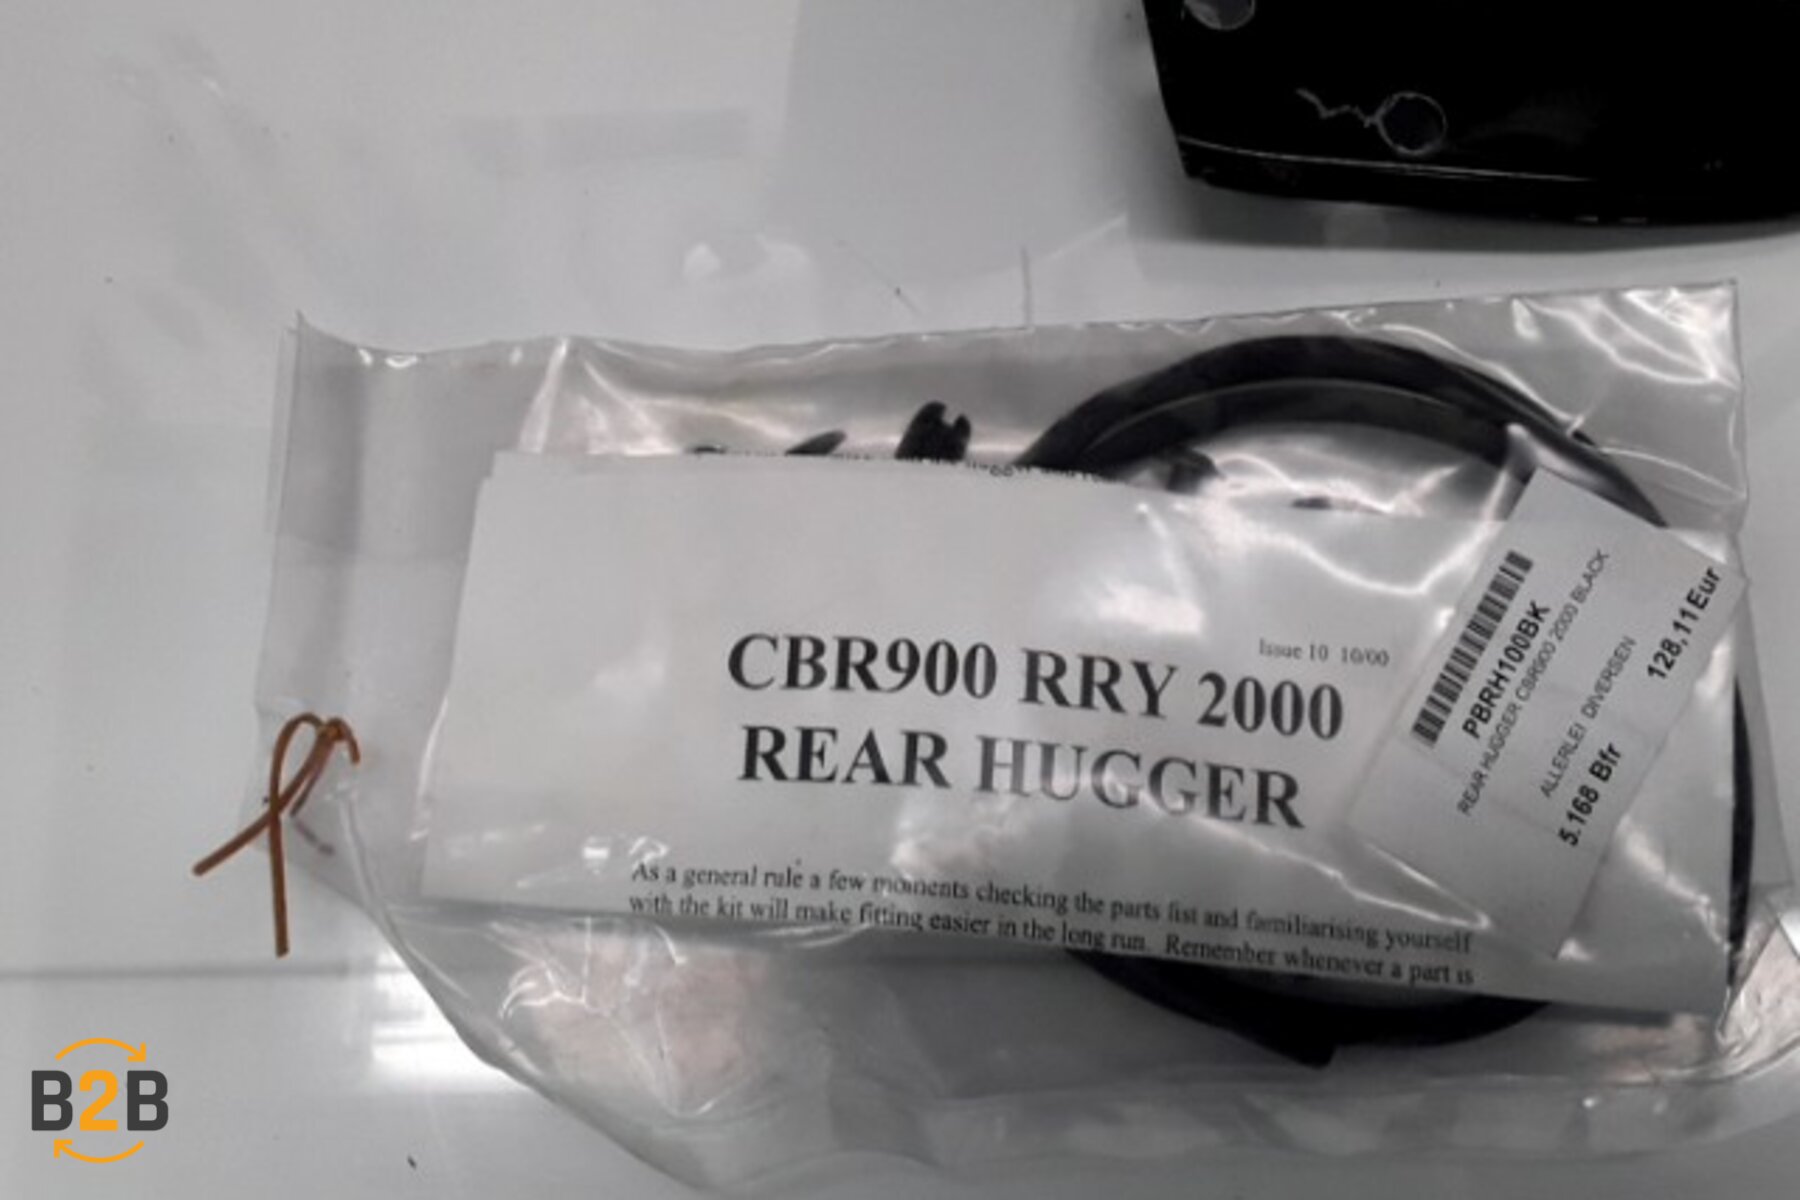 Issue 10 10/00
CBR900 RRY 2000
REAR HUGGER
As a general rule a few moments checking the parts list and familiarising yourself
with the kit will make fitting easier in the long run. Remember whenever a part is
PBRH100BK
REAR HUGGER CBR900 2000 BLACK
ALLERLEI DIVERSEN
5.168 Bfr 128,11Eur
B2B